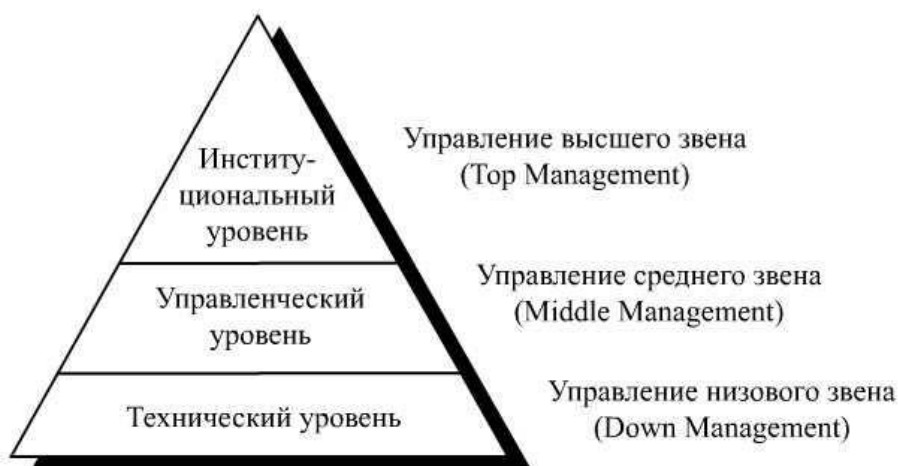 Институ-
циональный
уровень
Управление высшего звена
(Top Management)
Управленческий
уровень
Управление среднего звена
(Middle Management)
Технический уровень
Управление низового звена
(Down Management)